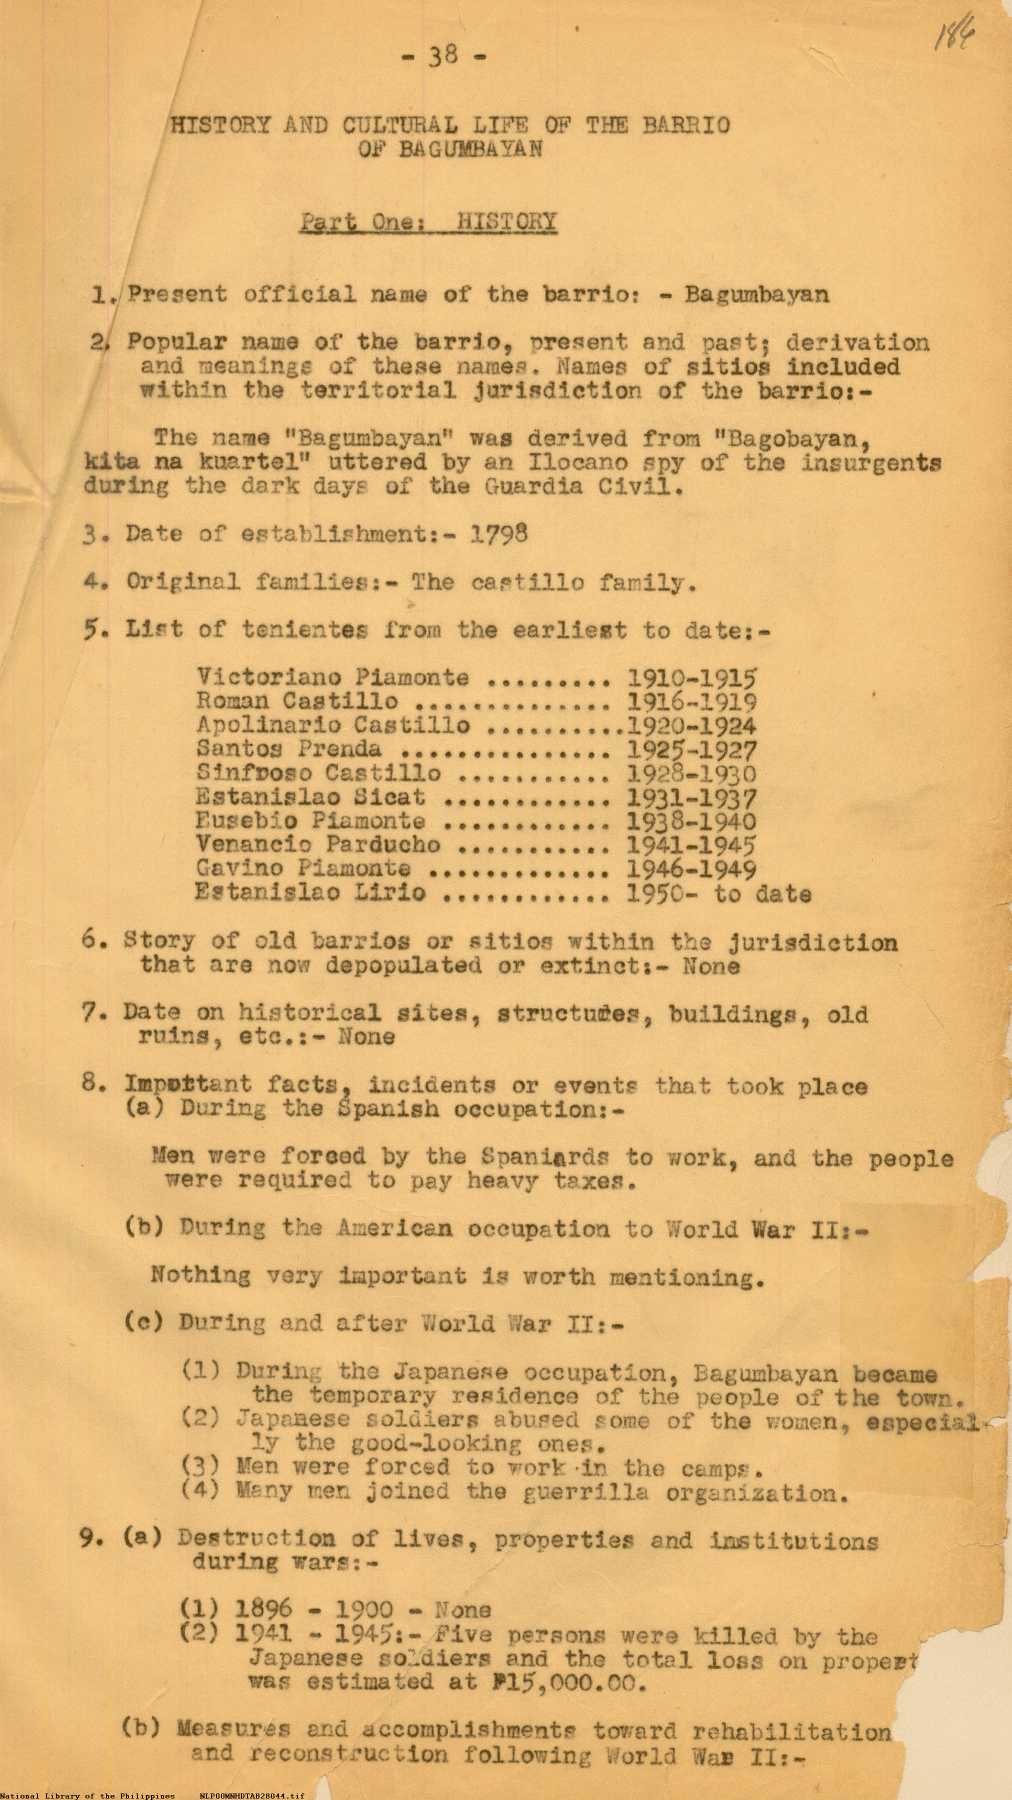 - 38 -
186
HISTORY AND CULTURAL LIFE OF THE BARRIO
OF BAGUMBAYAN
Part One: HISTORY
1. Present official name of the barrio: - Bagumbayan
2. Popular name of the barrio, present and past; derivation
and meanings of these names. Names of sitios included
within the territorial jurisdiction of the barrio:-
The name "Bagumbayan" was derived from "Bagobayan,
kita na kuartel" uttered by an Ilocano spy of the insurgents
during the dark days of the Guardia Civil.
3. Date of establishment:- 1798
4. Original families:- The castillo family.
5. List of tenientes from the earliest to date:-
Victoriano Piamonte ......... 1910-1915
Roman Castillo .............. 1916-1919
Apolinario Castillo ..........1920-1924
Santos Prenda ............... 1925-1927
Sinfroso Castillo ........... 1928-1930
Estanislao Sicat ............ 1931-1937
Eusebio Piamonte ............ 1938-1940
Venancio Parducho ........... 1941-1945
Gavino Piamonte ............. 1946-1949
Estanislao Lirio ............ 1950- to date
6. Story of old barrios or sitios within the jurisdiction
that are now depopulated or extinct:- None
7. Date on historical sites, structures, buildings, old
ruins, etc.:- None
8. Impottant facts, incidents or events that took place
(a) During the Spanish occupation:-
Men were forced by the Spaniards to work, and the people
were required to pay heavy taxes.
(b) During the American occupation to World War II:-
Nothing very important is worth mentioning.
(c) During and after World War II:-
(1) During the Japanese occupation, Bagumbayan became
the temporary residence of the people of the town.
(2) Japanese soldiers abused some of the women, especial-
ly the good-looking ones.
(3) Men were forced to work in the camps.
(4) Many men joined the guerrilla organization.
9. (a) Destruction of lives, properties and institutions
during wars:-
(1) 1896 - 1900 - None
(2) 1941 - 1945:- Five persons were killed by the
Japanese soldiers and the total loss on propert
was estimated at ₱15,000.00.
(b) Measures and accomplishments toward rehabilitation
and reconstruction following World War II:-
National Library of the Philippines NLPOOMNHDTAB28044.tif